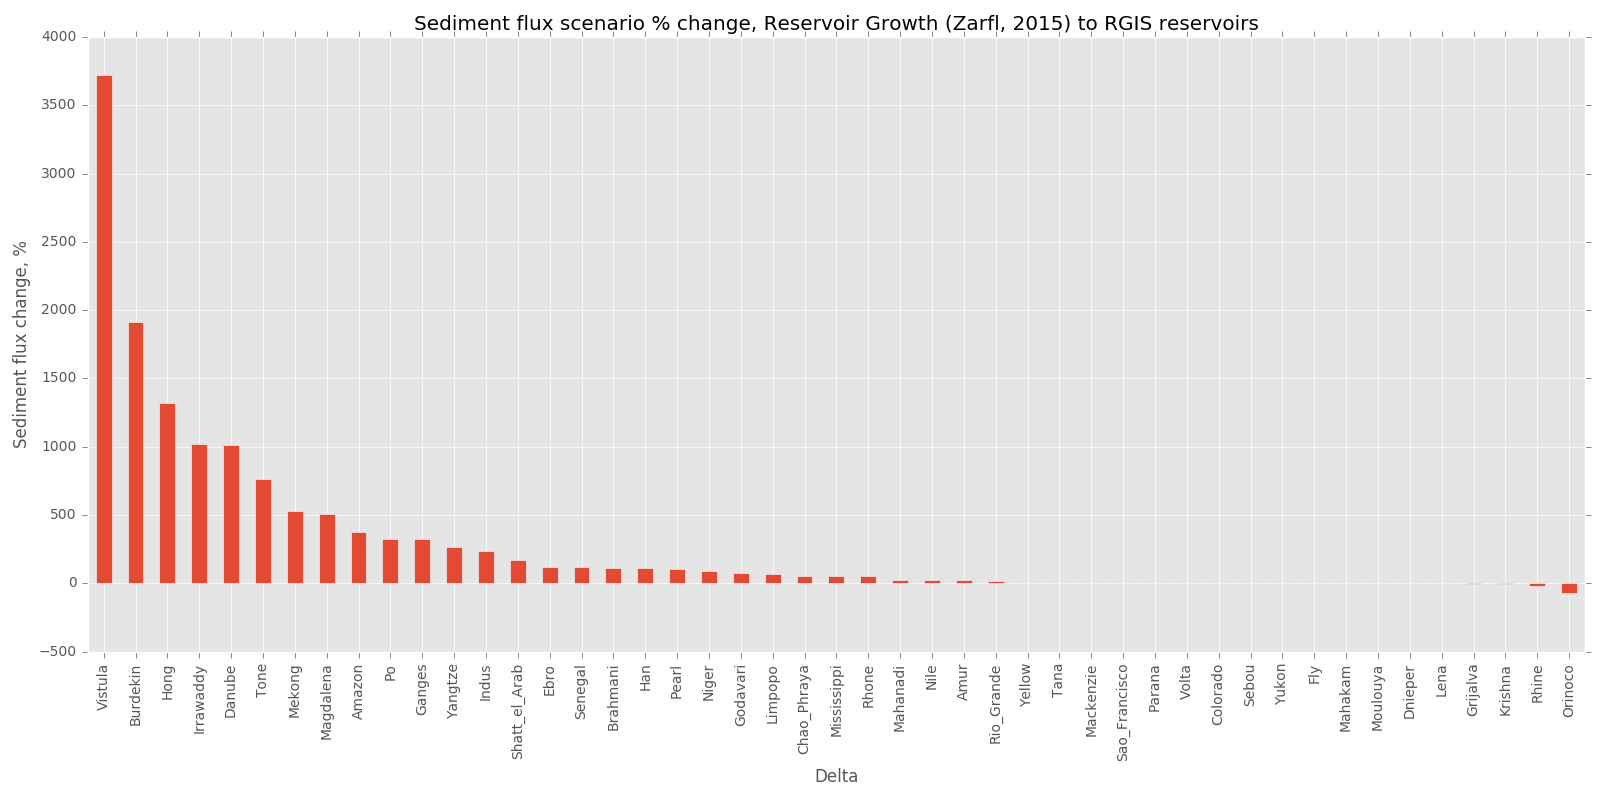 Sediment flux scenario % change, Reservoir Growth (Zarfl, 2015) to RGIS reservoirs
4000
3500
3000
2500
2000
1500
1000
500
0
−500
Sediment flux change, %
Vistula
Burdekin
Hong
Irrawaddy
Danube
Tone
Mekong
Magdalena
Amazon
Po
Ganges
Yangtze
Indus
Shatt_el_Arab
Ebro
Senegal
Brahmani
Han
Pearl
Niger
Godavari
Limpopo
Chao_Phraya
Mississippi
Rhone
Mahanadi
Nile
Amur
Rio_Grande
Yellow
Tana
Mackenzie
Sao_Francisco
Parana
Volta
Colorado
Sebou
Yukon
Fly
Mahakam
Moulouya
Dnieper
Lena
Grijalva
Krishna
Rhine
Orinoco
Delta